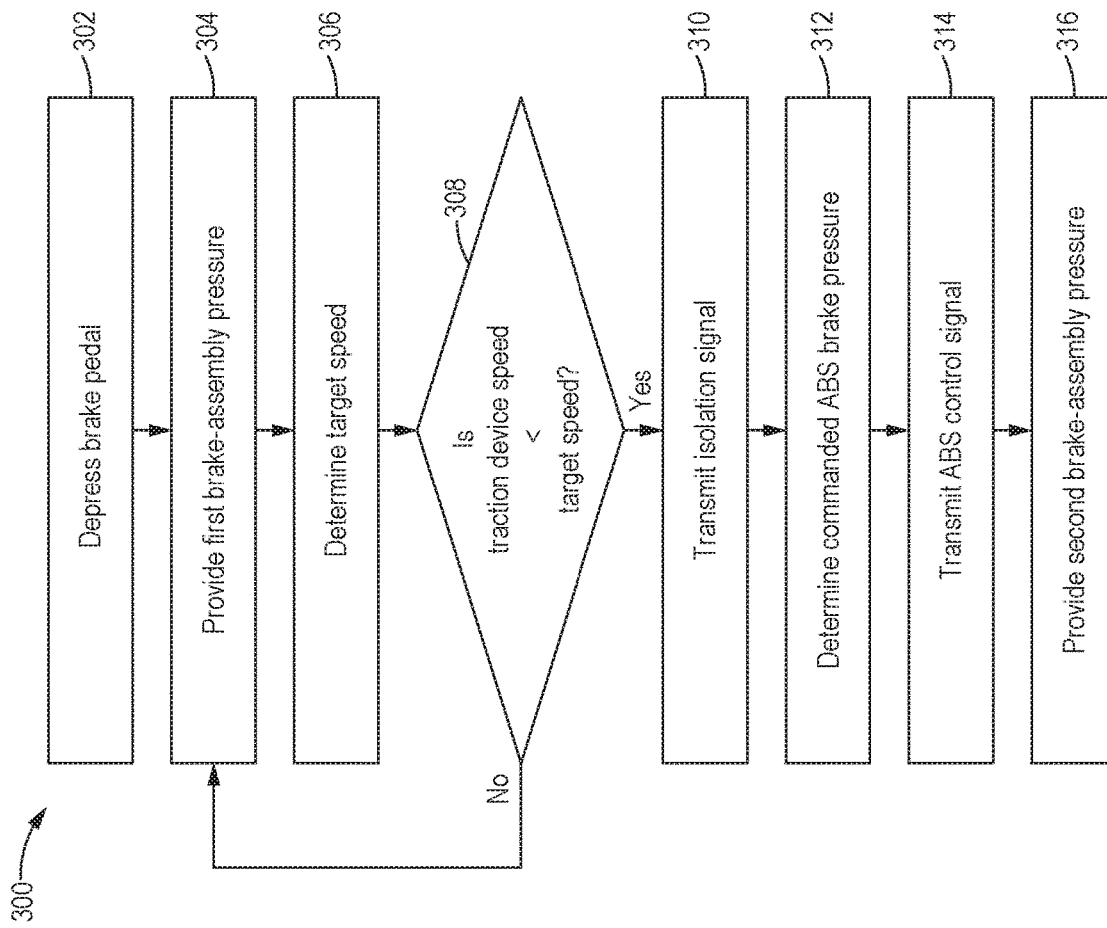 300
Depress brake pedal
302
Provide first brake-assembly pressure
304
Determine target speed
306
Is
traction device speed
<
target speed?
308
No
Yes
Transmit isolation signal
310
Determine commanded ABS brake pressure
312
Transmit ABS control signal
314
Provide second brake-assembly pressure
316